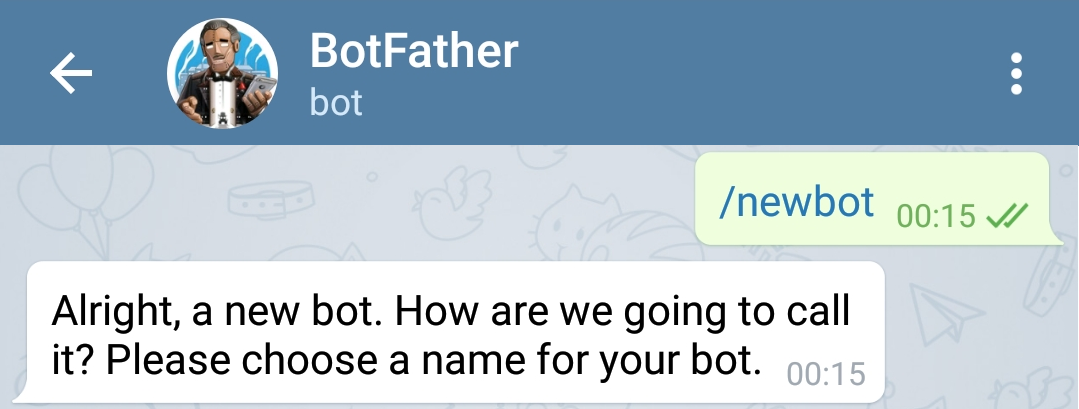 BotFather
bot
/newbot 00:15
Alright, a new bot. How are we going to call
it? Please choose a name for your bot. 00:15